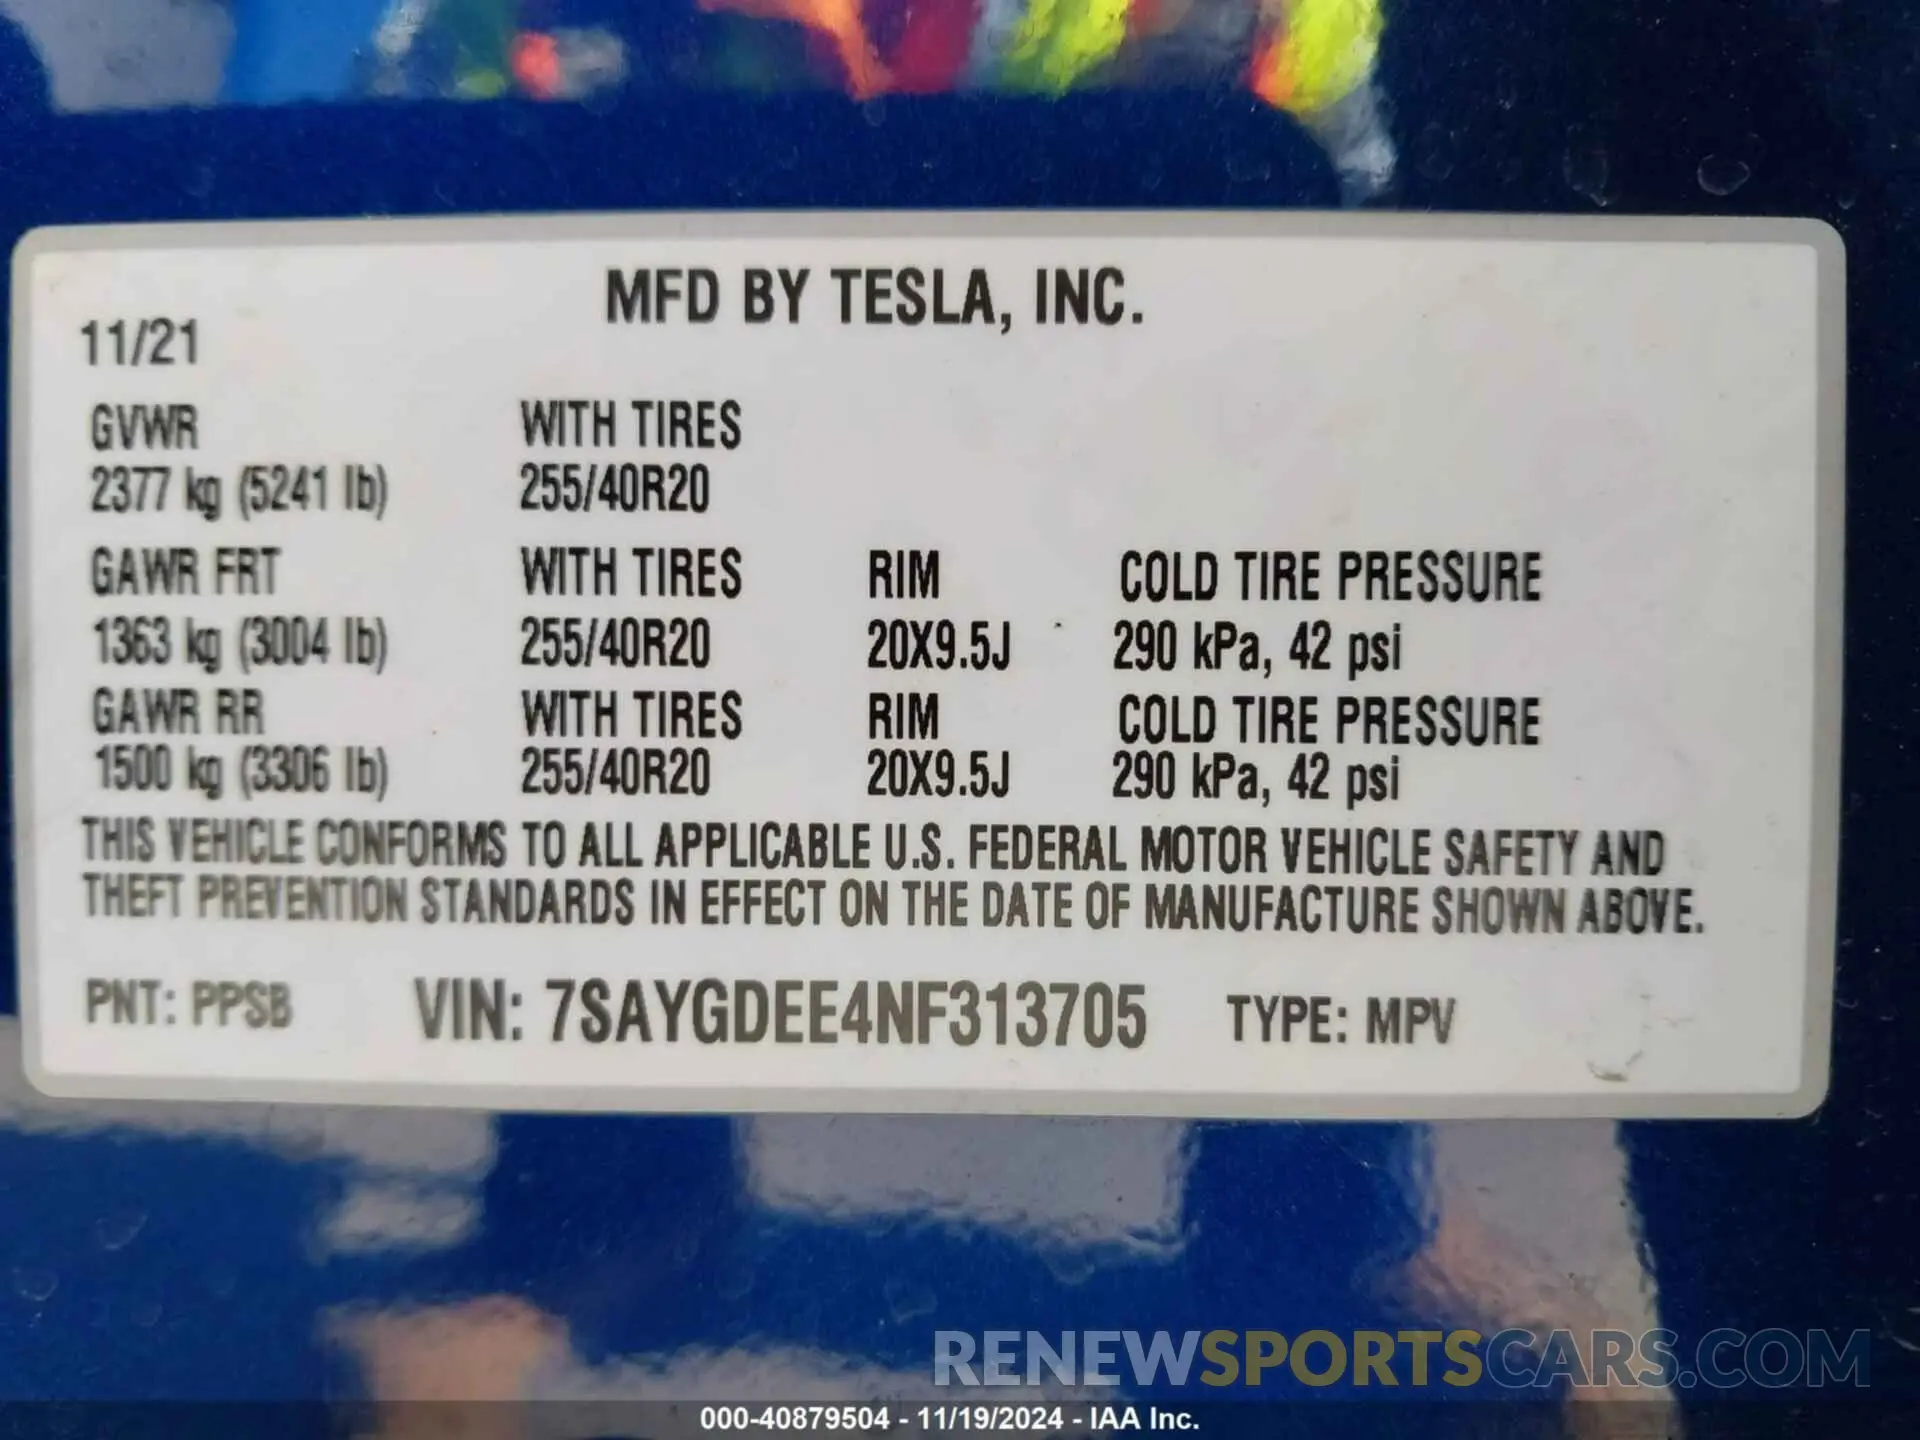 MFD BY TESLA, INC.
11/21
GVWR WITH TIRES
2377 kg (5241 lb) 255/40R20
GAWR FRT WITH TIRES RIM COLD TIRE PRESSURE
1363 kg (3004 lb) 255/40R20 20X9.5J 290 kPa, 42 psi
GAWR RR WITH TIRES RIM COLD TIRE PRESSURE
1500 kg (3306 lb) 255/40R20 20X9.5J 290 kPa, 42 psi
THIS VEHICLE CONFORMS TO ALL APPLICABLE U.S. FEDERAL MOTOR VEHICLE SAFETY AND
THEFT PREVENTION STANDARDS IN EFFECT ON THE DATE OF MANUFACTURE SHOWN ABOVE.
PNT: PPSB VIN: 7SAYGDEE4NF313705 TYPE: MPV
RENEWSPORTSCARS.COM
000-40879504 - 11/19/2024 - IAA Inc.